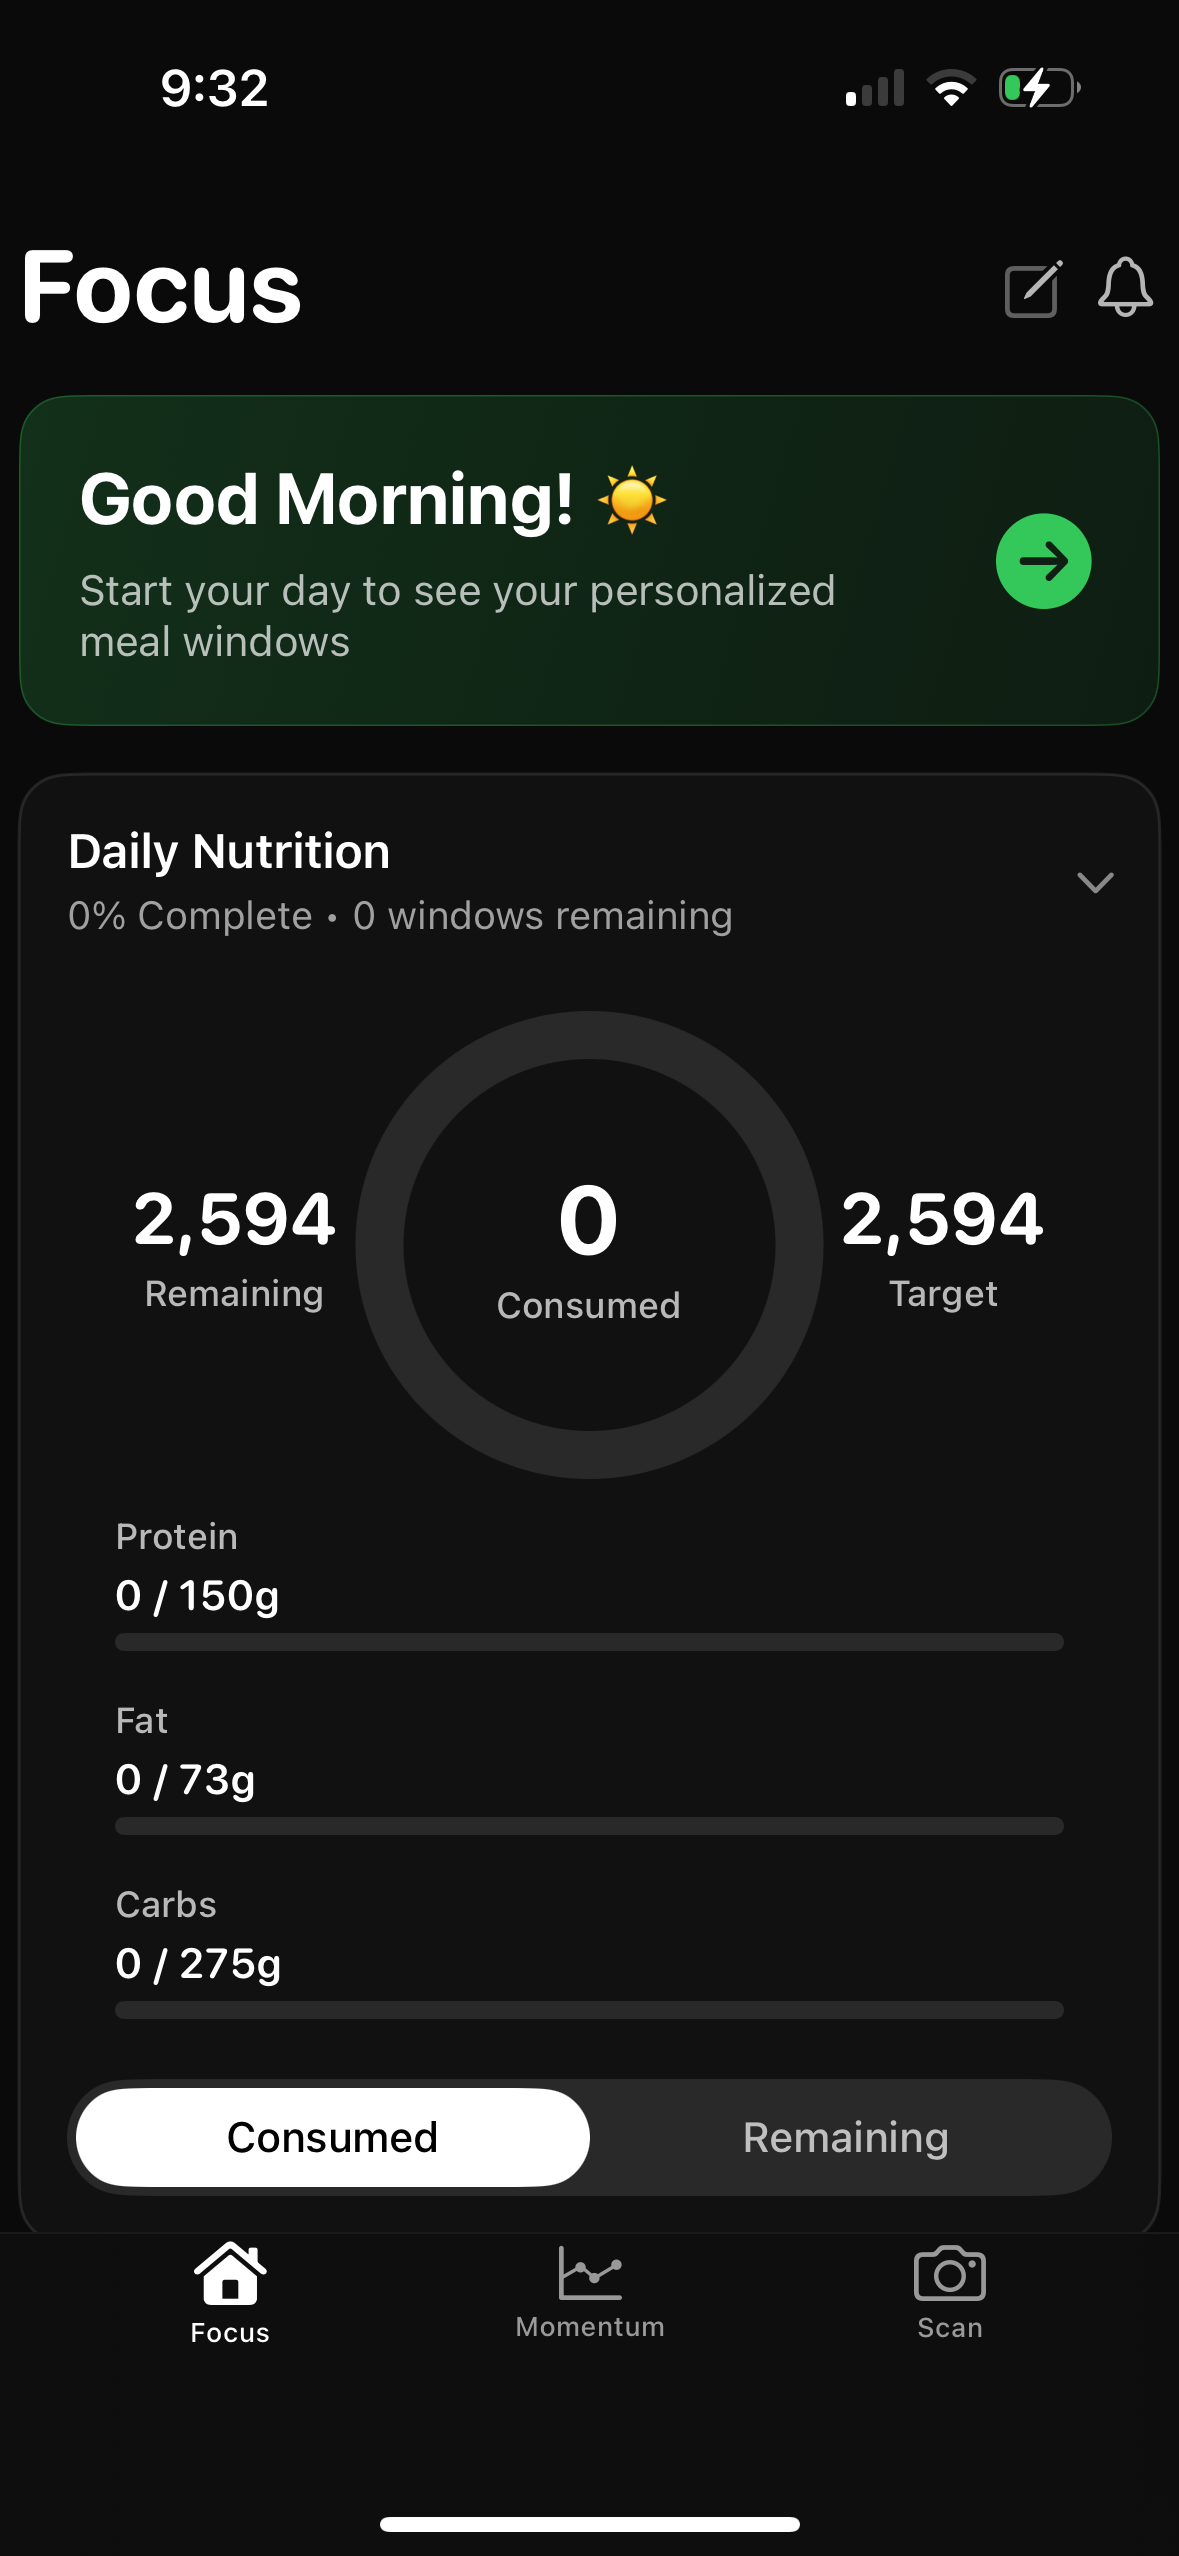 9:32
Focus
Good Morning! ☀️
Start your day to see your personalized
meal windows
Daily Nutrition
0% Complete • 0 windows remaining
2,594
Remaining
0
Consumed
2,594
Target
Protein
0 / 150g
Fat
0 / 73g
Carbs
0 / 275g
Consumed
Remaining
Focus
Momentum
Scan